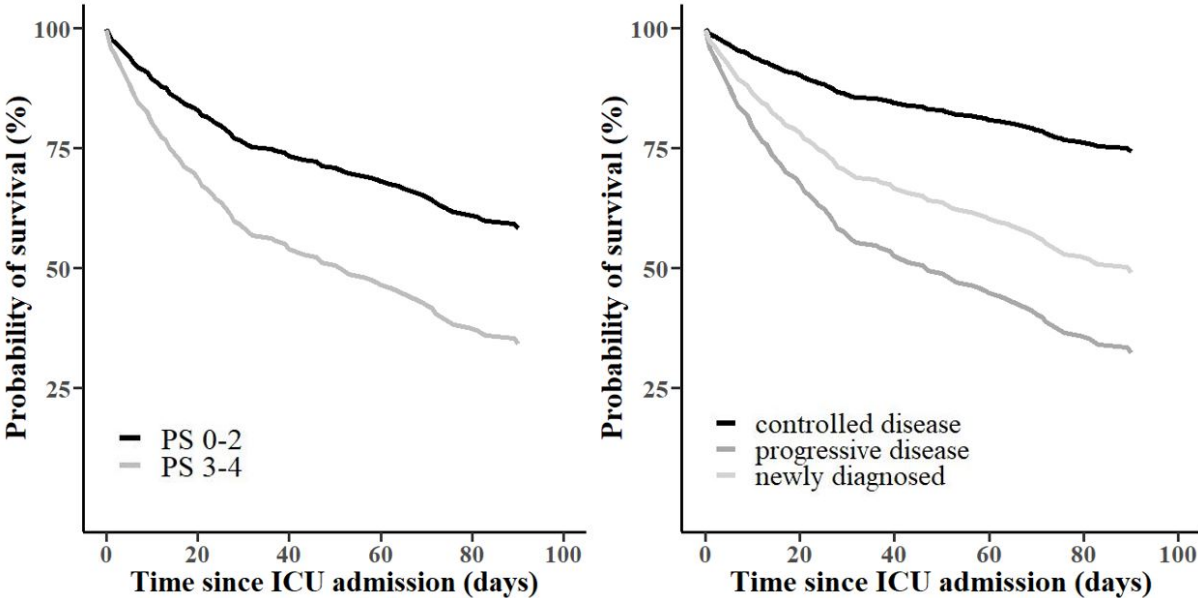 Probability of survival (%)
100
75
50
25
PS 0-2
PS 3-4
0 20 40 60 80 100
Time since ICU admission (days)
Probability of survival (%)
100
75
50
25
controlled disease
progressive disease
newly diagnosed
0 20 40 60 80 100
Time since ICU admission (days)